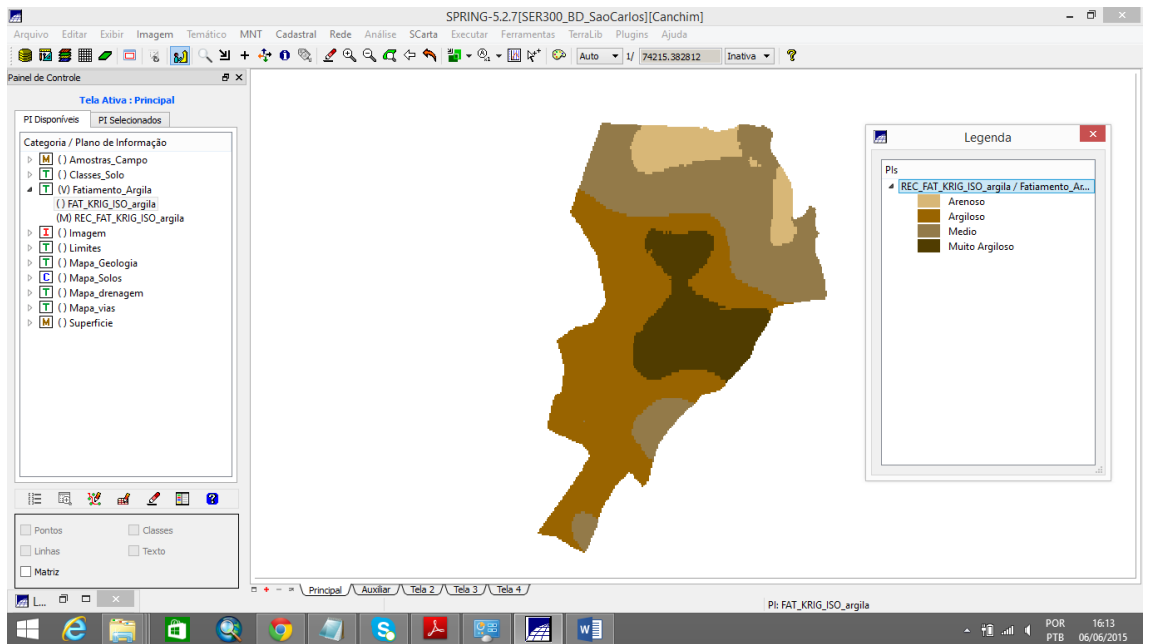 SPRING-5.2.7[SER300_BD_SaoCarlos][Canchim]
Arquivo Editar Exibir Imagem Temático MNT Cadastral Rede Análise SCarta Executar Ferramentas TerraLib Plugins Ajuda
Auto 1/ 74215.382812 Inativa
Painel de Controle
Tela Ativa : Principal
PI Disponíveis PI Selecionados
Categoria / Plano de Informação
M () Amostras_Campo
T () Classes_Solo
T (V) Fatiamento_Argila
() FAT_KRIG_ISO_argila
(M) REC_FAT_KRIG_ISO_argila
I () Imagem
T () Limites
T () Mapa_Geologia
C () Mapa_Solos
T () Mapa_drenagem
T () Mapa_vias
M () Superficie
Pontos Classes
Linhas Texto
Matriz
L...
Legenda
PIs
REC_FAT_KRIG_ISO_argila / Fatiamento_Ar...
Arenoso
Argiloso
Medio
Muito Argiloso
Principal Auxiliar Tela 2 Tela 3 Tela 4
PI: FAT_KRIG_ISO_argila
POR 16:13
PTB 06/06/2015